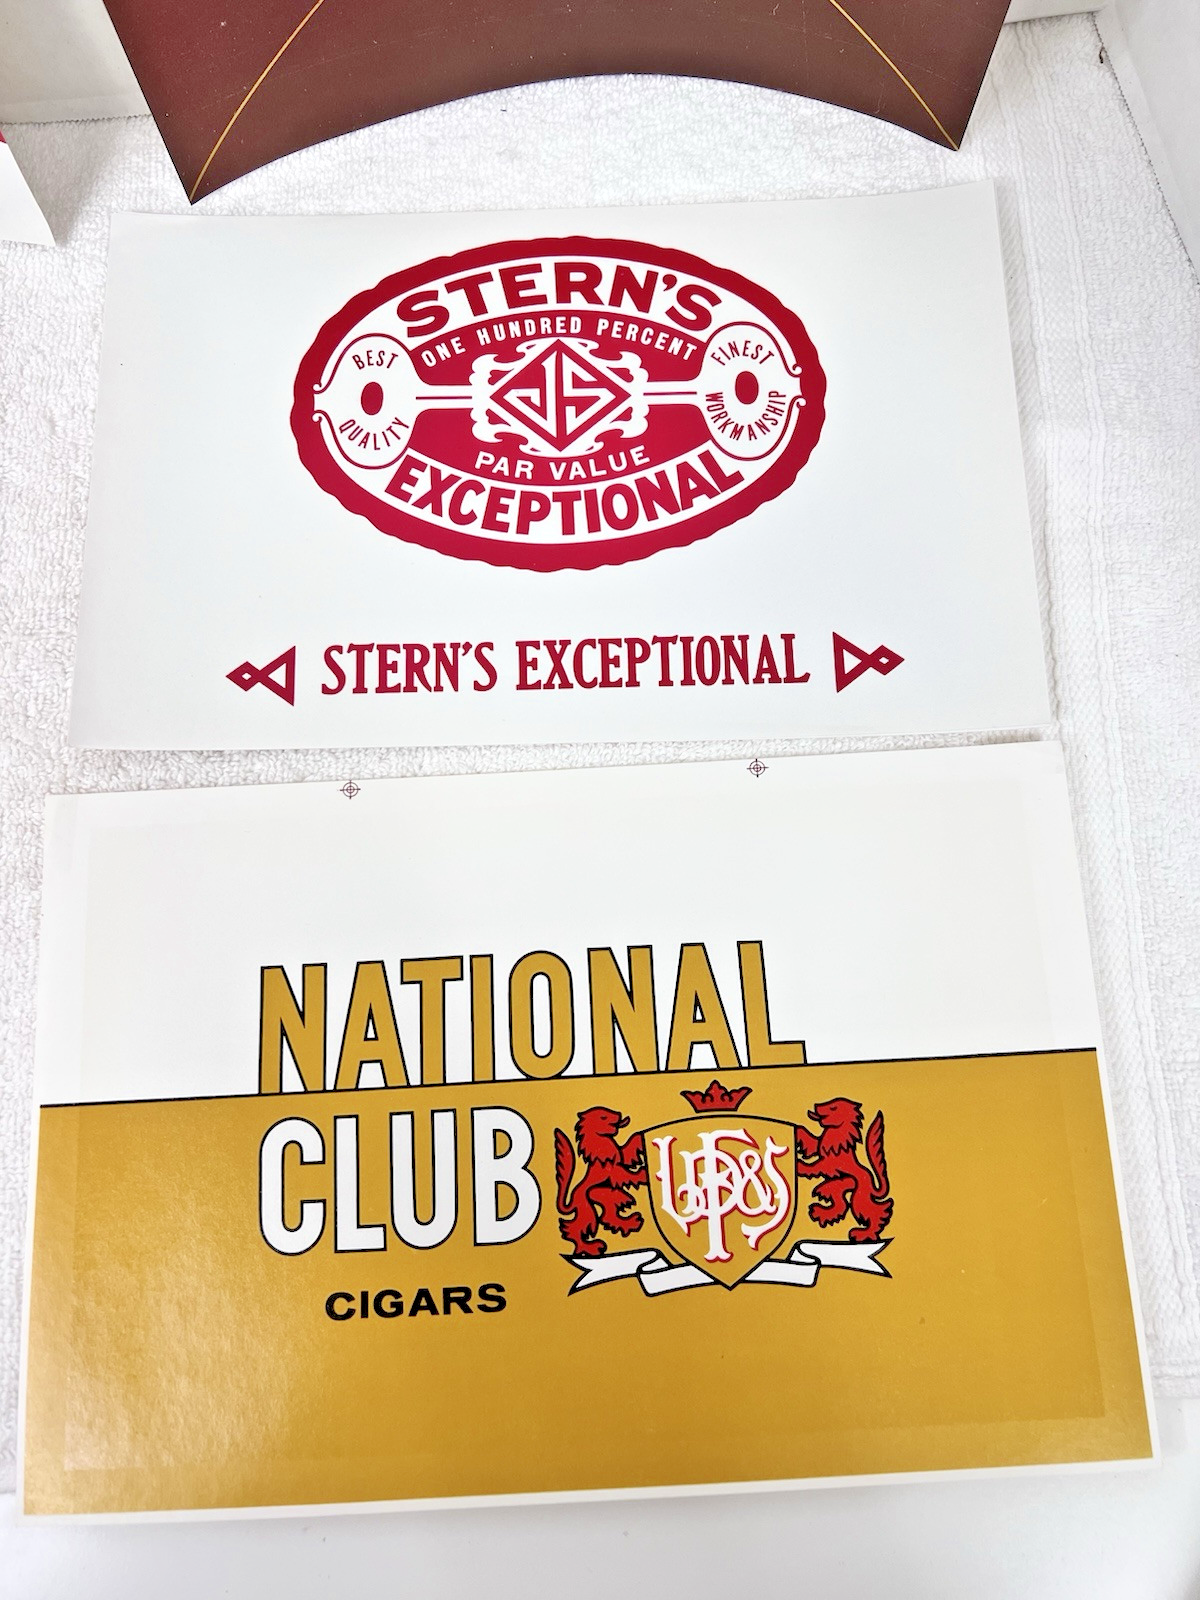 STERN'S
ONE HUNDRED PERCENT
BEST
QUALITY
JS
FINEST
WORKMANSHIP
PAR VALUE
EXCEPTIONAL
STERN'S EXCEPTIONAL
NATIONAL
CLUB
CIGARS